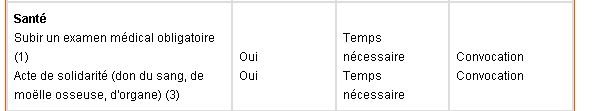 Santé
Subir un examen médical obligatoire Temps
(1) Oui nécessaire Convocation
Acte de solidarité (don du sang, de Oui Temps Convocation
moëlle osseuse, d'organe) (3) nécessaire